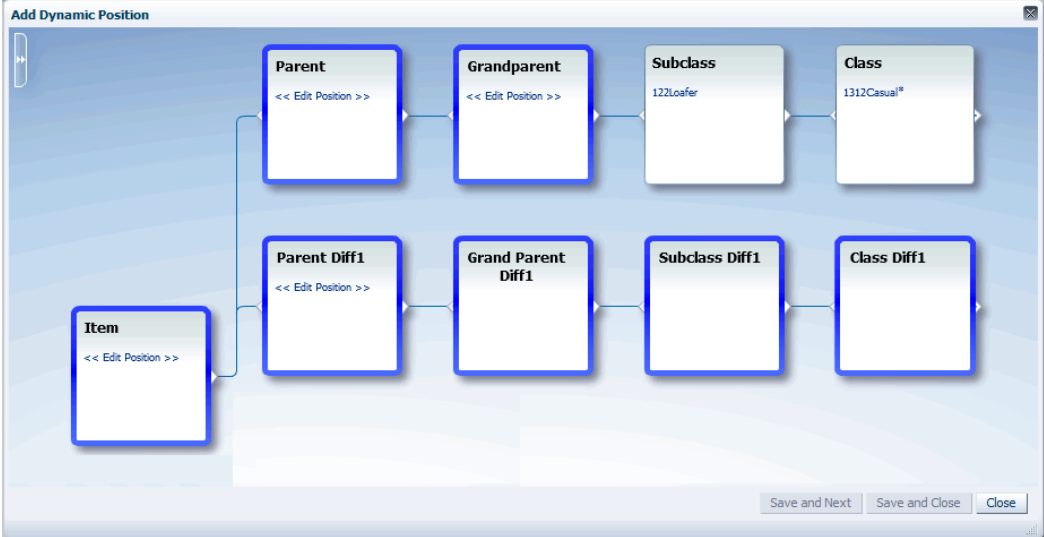 Add Dynamic Position
Parent
<< Edit Position >>
Grandparent
<< Edit Position >>
Subclass
122Loafer
Class
1312Casual*
Parent Diff1
<< Edit Position >>
Grand Parent
Diff1
Subclass Diff1
Class Diff1
Item
<< Edit Position >>
Save and Next
Save and Close
Close